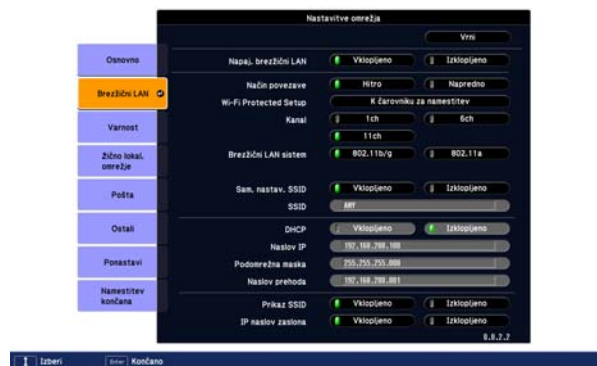 Nastavitve omrežja
Vrni
Osnovno
Brezžični LAN
Varnost
Žično lokal. omrežje
Pošta
Ostali
Ponastavi
Namestitev končana
Napaj. brezžični LAN Vklopljeno Izklopljeno
Način povezave Hitro Napredno
Wi-Fi Protected Setup K čarovniku za namestitev
Kanal 1ch 6ch
11ch
Brezžični LAN sistem 802.11b/g 802.11a
Sam. nastav. SSID Vklopljeno Izklopljeno
SSID ANY
DHCP Vklopljeno Izklopljeno
Naslov IP 192.168.200.100
Podomrežna maska 255.255.255.000
Naslov prehoda 192.168.200.001
Prikaz SSID Vklopljeno Izklopljeno
IP naslov zaslona Vklopljeno Izklopljeno
0.0.2.2
Izberi Enter Končano